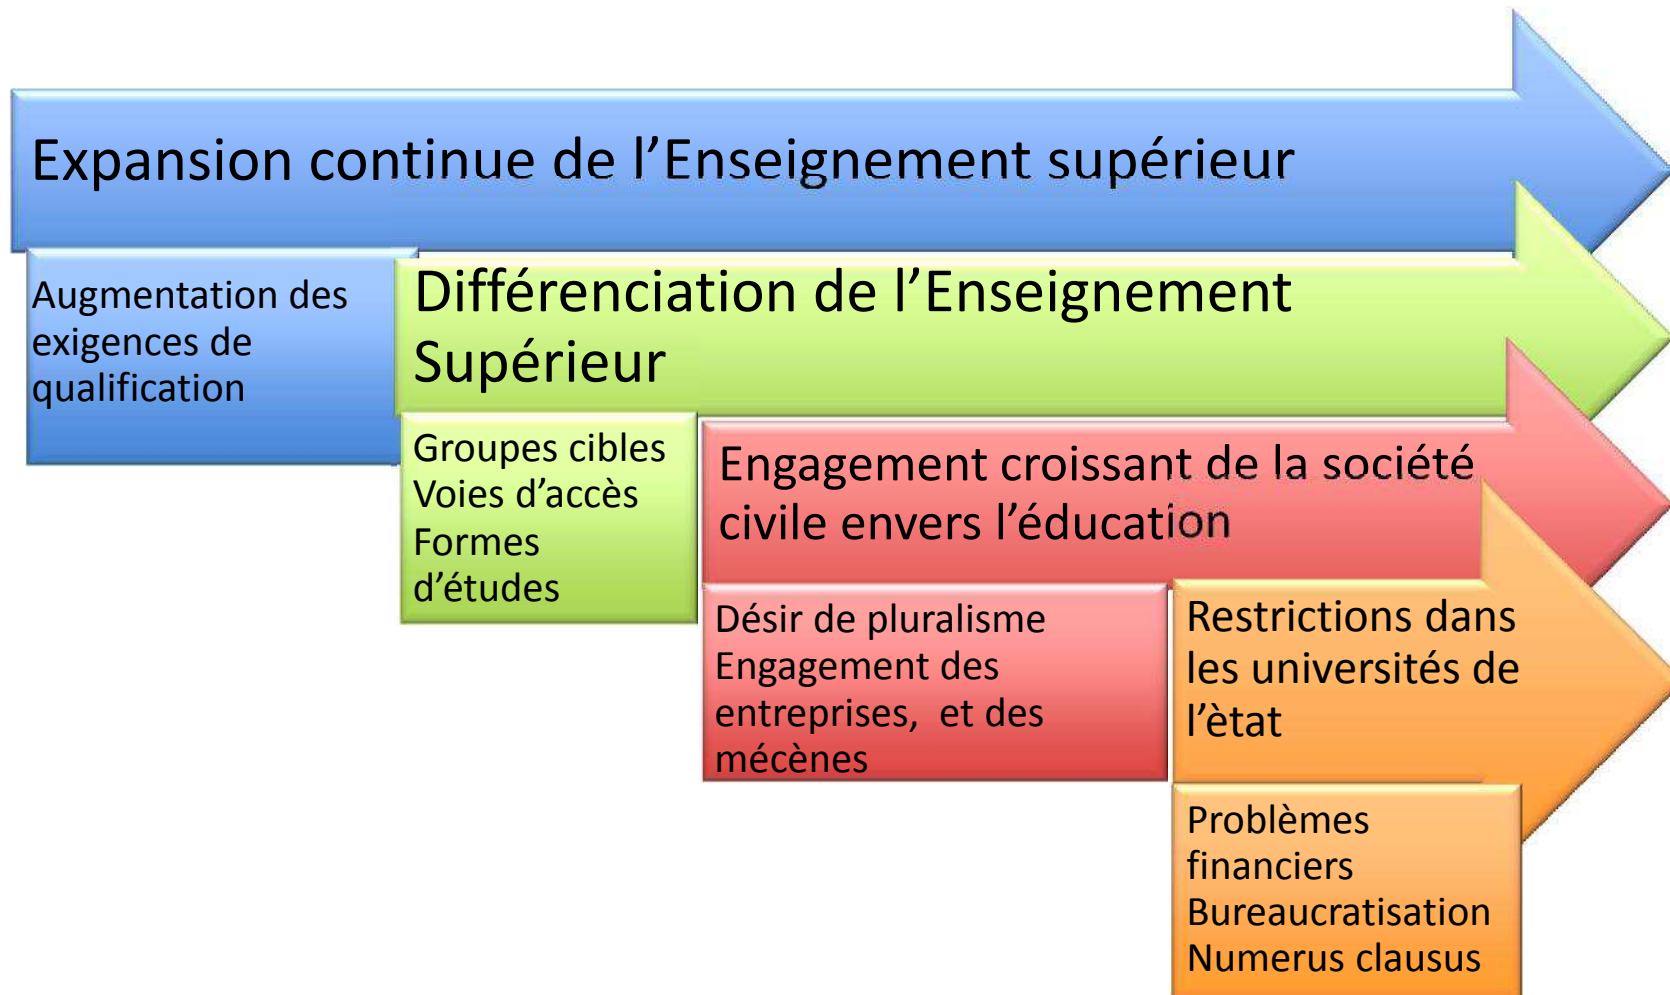 Expansion continue de l’Enseignement supérieur
Augmentation des
exigences de
qualification
Différenciation de l’Enseignement
Supérieur
Groupes cibles
Voies d’accès
Formes
d’études
Engagement croissant de la société
civile envers l’éducation
Désir de pluralisme
Engagement des
entreprises,  et des
mécènes
Restrictions dans
les universités de
l’ètat
Problèmes
financiers
Bureaucratisation
Numerus clausus